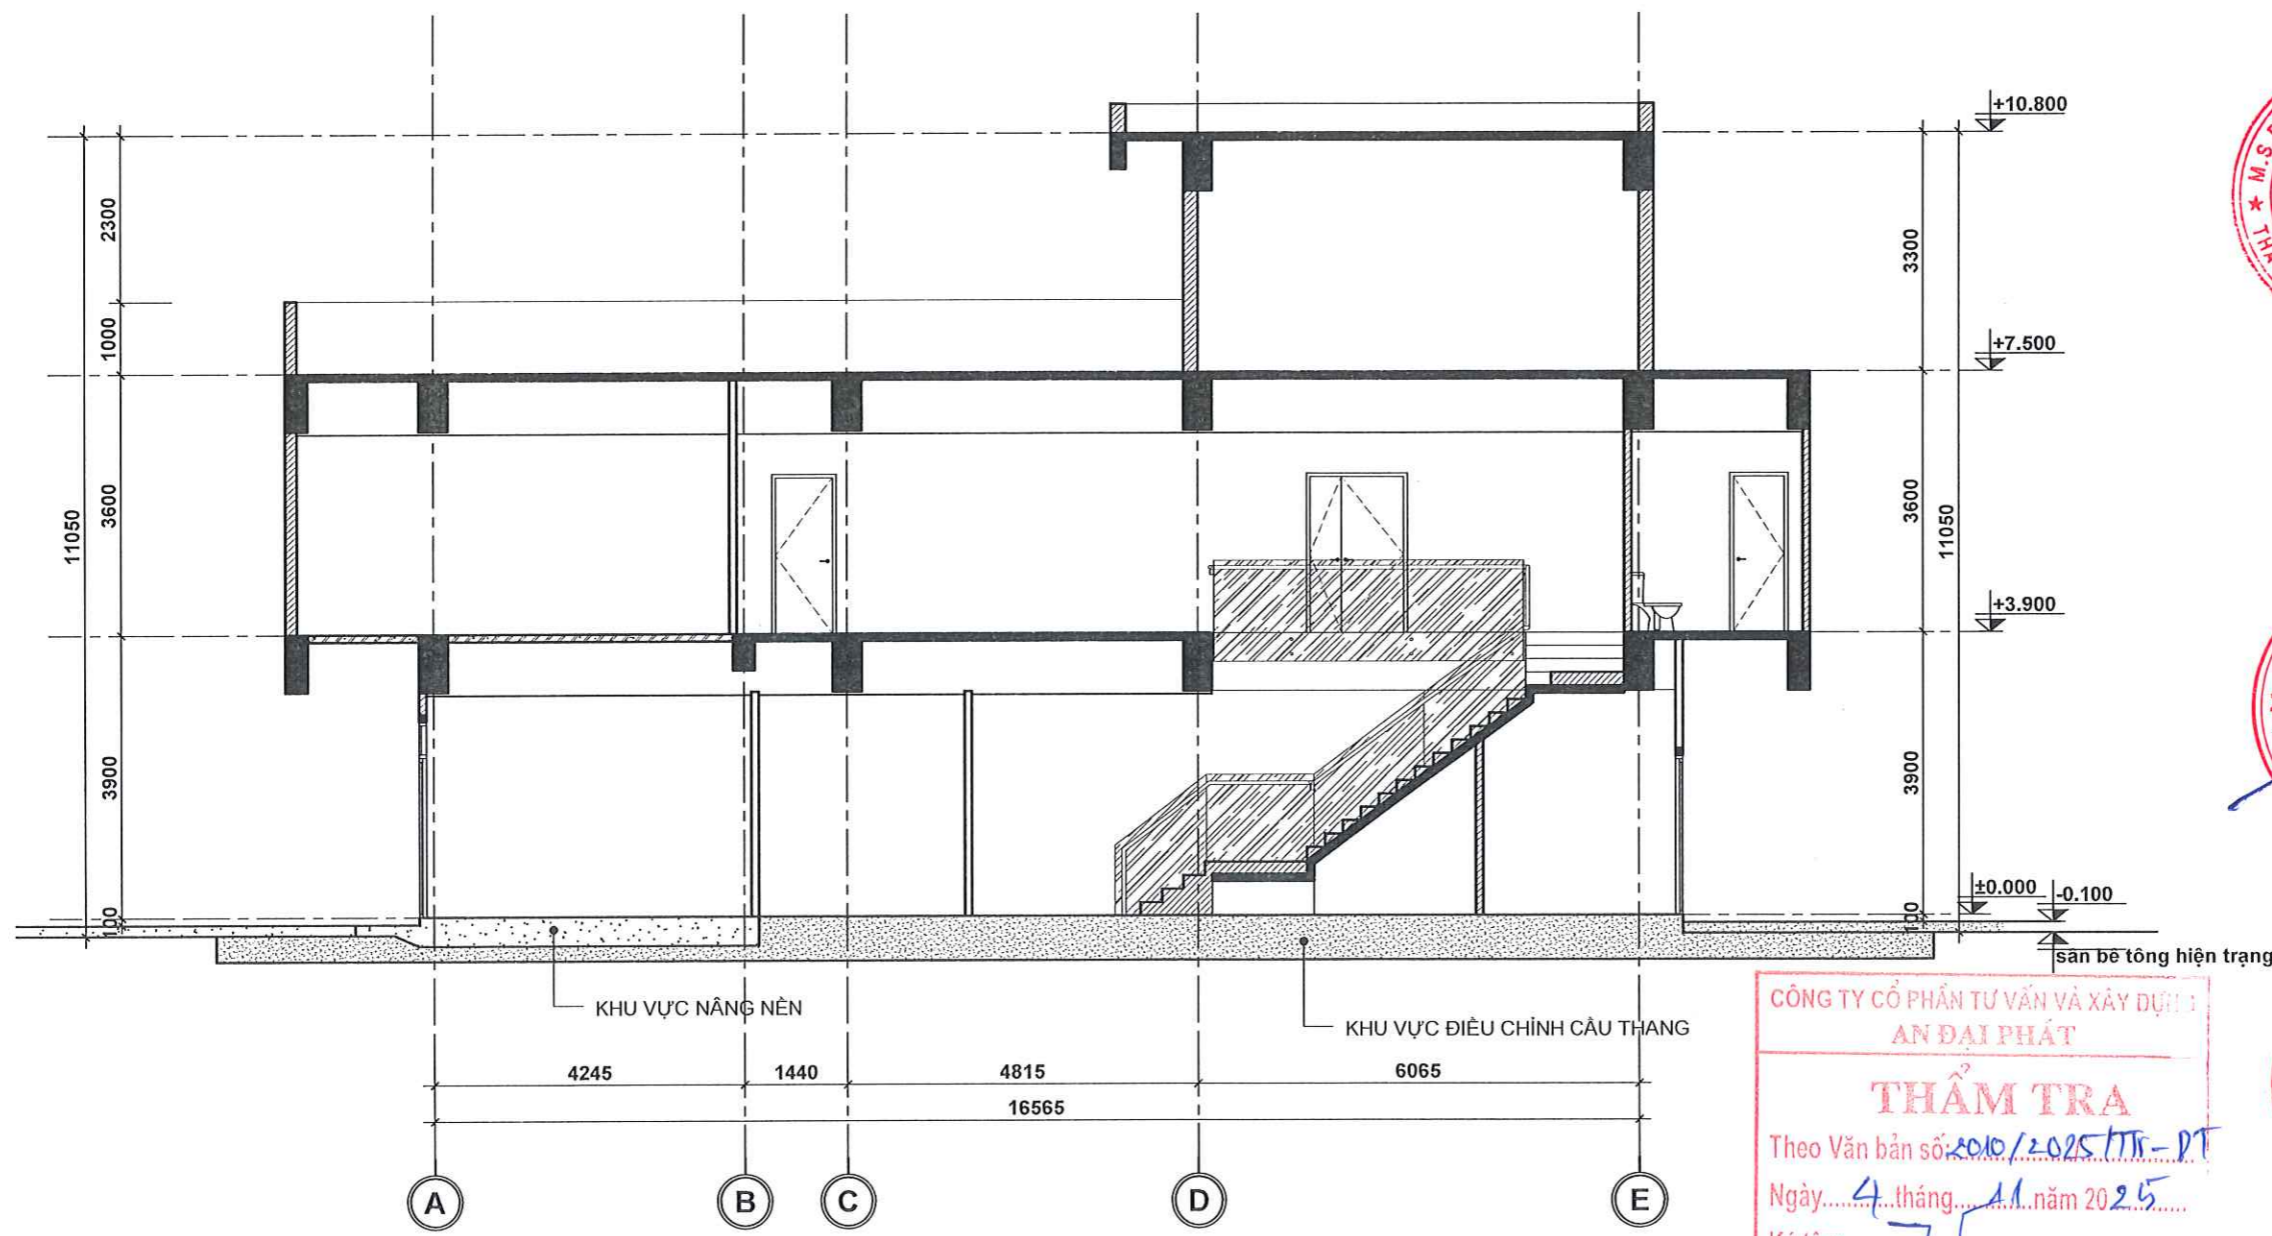 +10.800
2300
3300
1000
+7.500
11050
3600
3600
11050
+3.900
3900
3900
100
±0.000
-0.100
100
sân bê tông hiện trạng
KHU VỰC NÂNG NỀN
KHU VỰC ĐIỀU CHỈNH CẦU THANG
4245
1440
4815
6065
16565
A
B
C
D
E
CÔNG TY CỔ PHẦN TƯ VẤN VÀ XÂY DỰNG
AN ĐẠI PHÁT
THẨM TRA
Theo Văn bản số: 2010/2025/TTr-DT
Ngày.....4..tháng.....11.năm 2025......
★ M.S